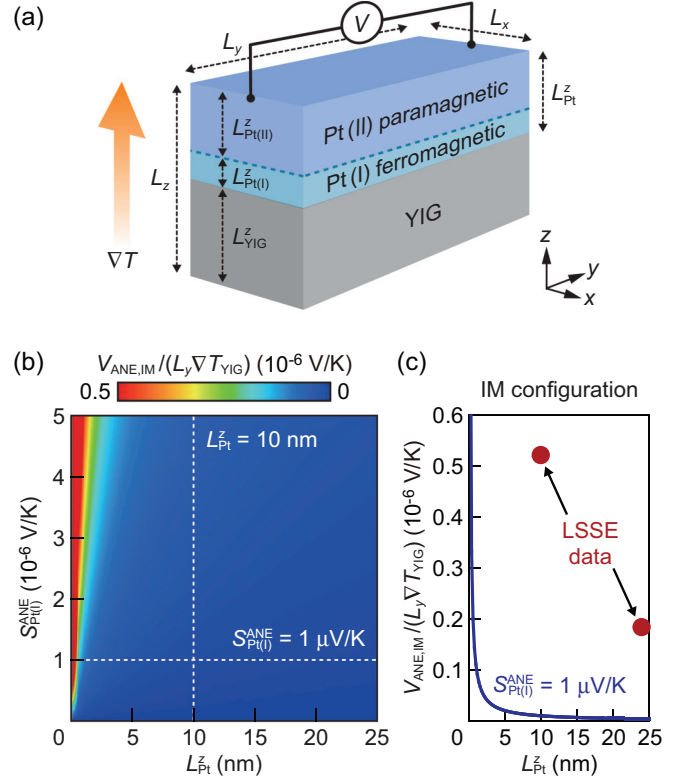 (a)
V
L_y
L_x
L^z_Pt
L^z_Pt(II)
Pt (II) paramagnetic
L^z_Pt(I)
Pt (I) ferromagnetic
L_z
L^z_YIG
YIG
∇T
z
y
x
(b)
V_ANE,IM/(L_y∇T_YIG) (10^-6 V/K)
0.5
0
5
4
3
2
1
0
5
10
15
20
25
S^ANE_Pt(I) (10^-6 V/K)
L^z_Pt = 10 nm
S^ANE_Pt(I) = 1 μV/K
L^z_Pt (nm)
(c)
IM configuration
V_ANE,IM/(L_y∇T_YIG) (10^-6 V/K)
0.6
0.5
0.4
0.3
0.2
0.1
0
5
10
15
20
25
LSSE
data
S^ANE_Pt(I) = 1 μV/K
L^z_Pt (nm)